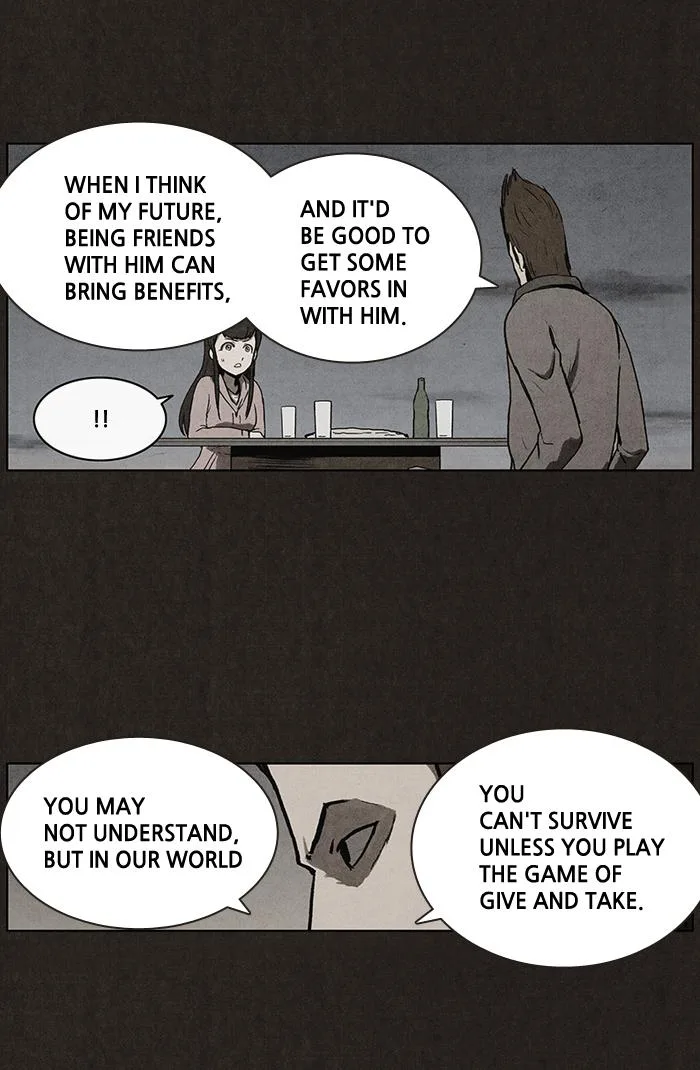 WHEN I THINK
OF MY FUTURE,
BEING FRIENDS
WITH HIM CAN
BRING BENEFITS,
AND IT'D
BE GOOD TO
GET SOME
FAVORS IN
WITH HIM.
!!
YOU MAY
NOT UNDERSTAND,
BUT IN OUR WORLD
YOU
CAN'T SURVIVE
UNLESS YOU PLAY
THE GAME OF
GIVE AND TAKE.